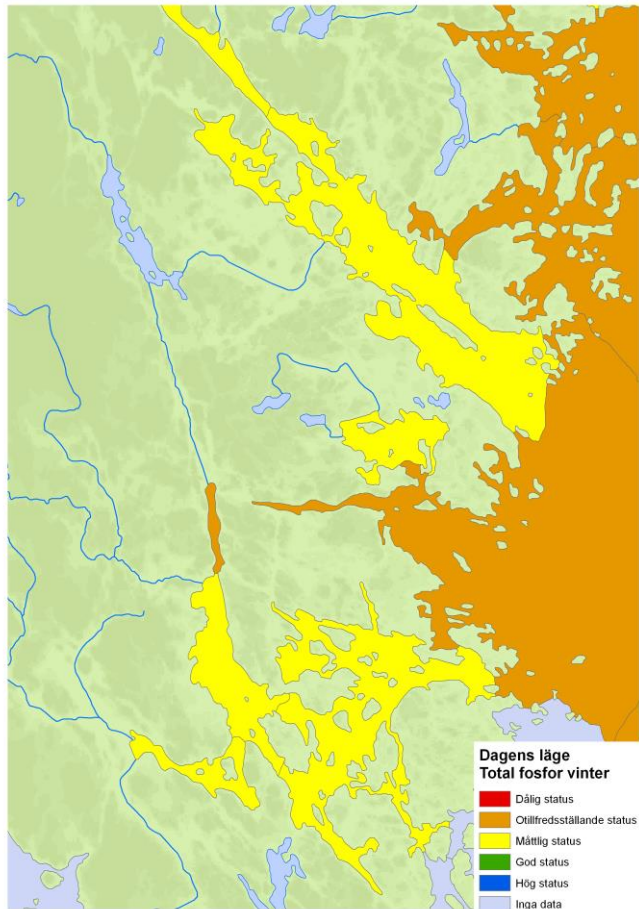 Dagens läge
Total fosfor vinter
Dålig status
Otillfredsställande status
Måttlig status
God status
Hög status
Inga data